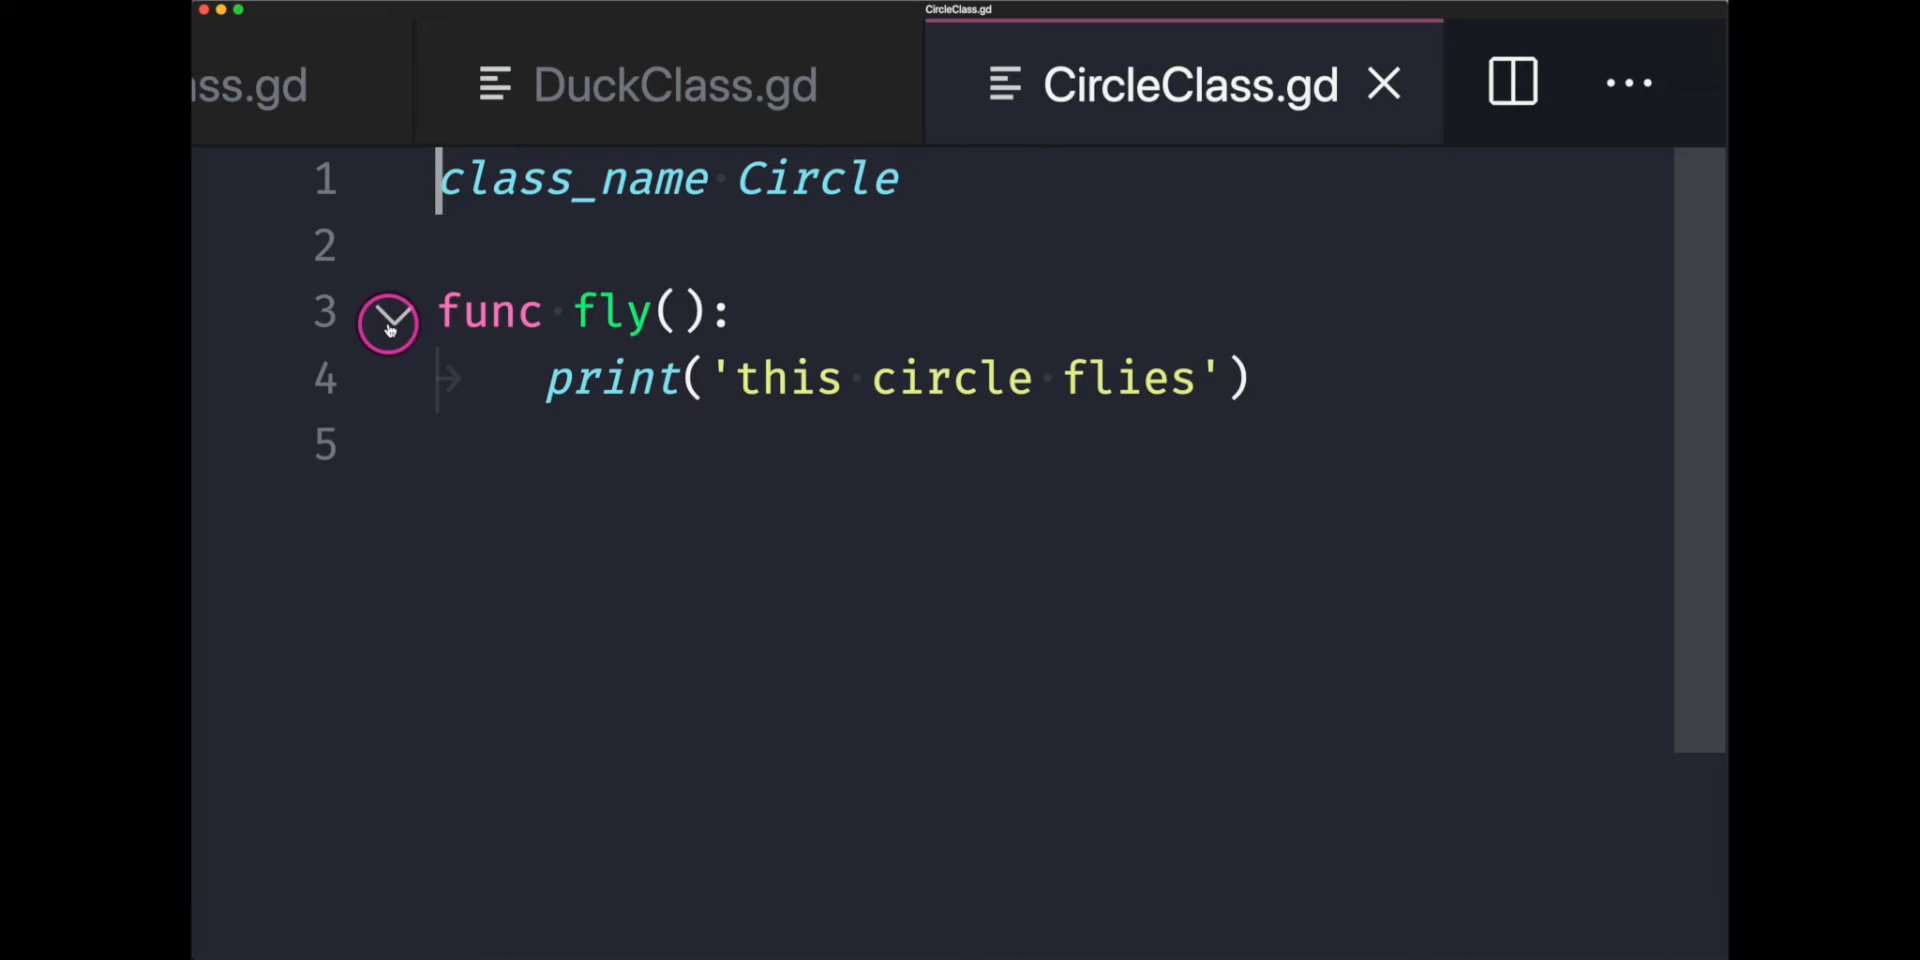 CircleClass.gd
ss.gd DuckClass.gd CircleClass.gd
1 class_name Circle
2
3 func fly():
4 print('this circle flies')
5